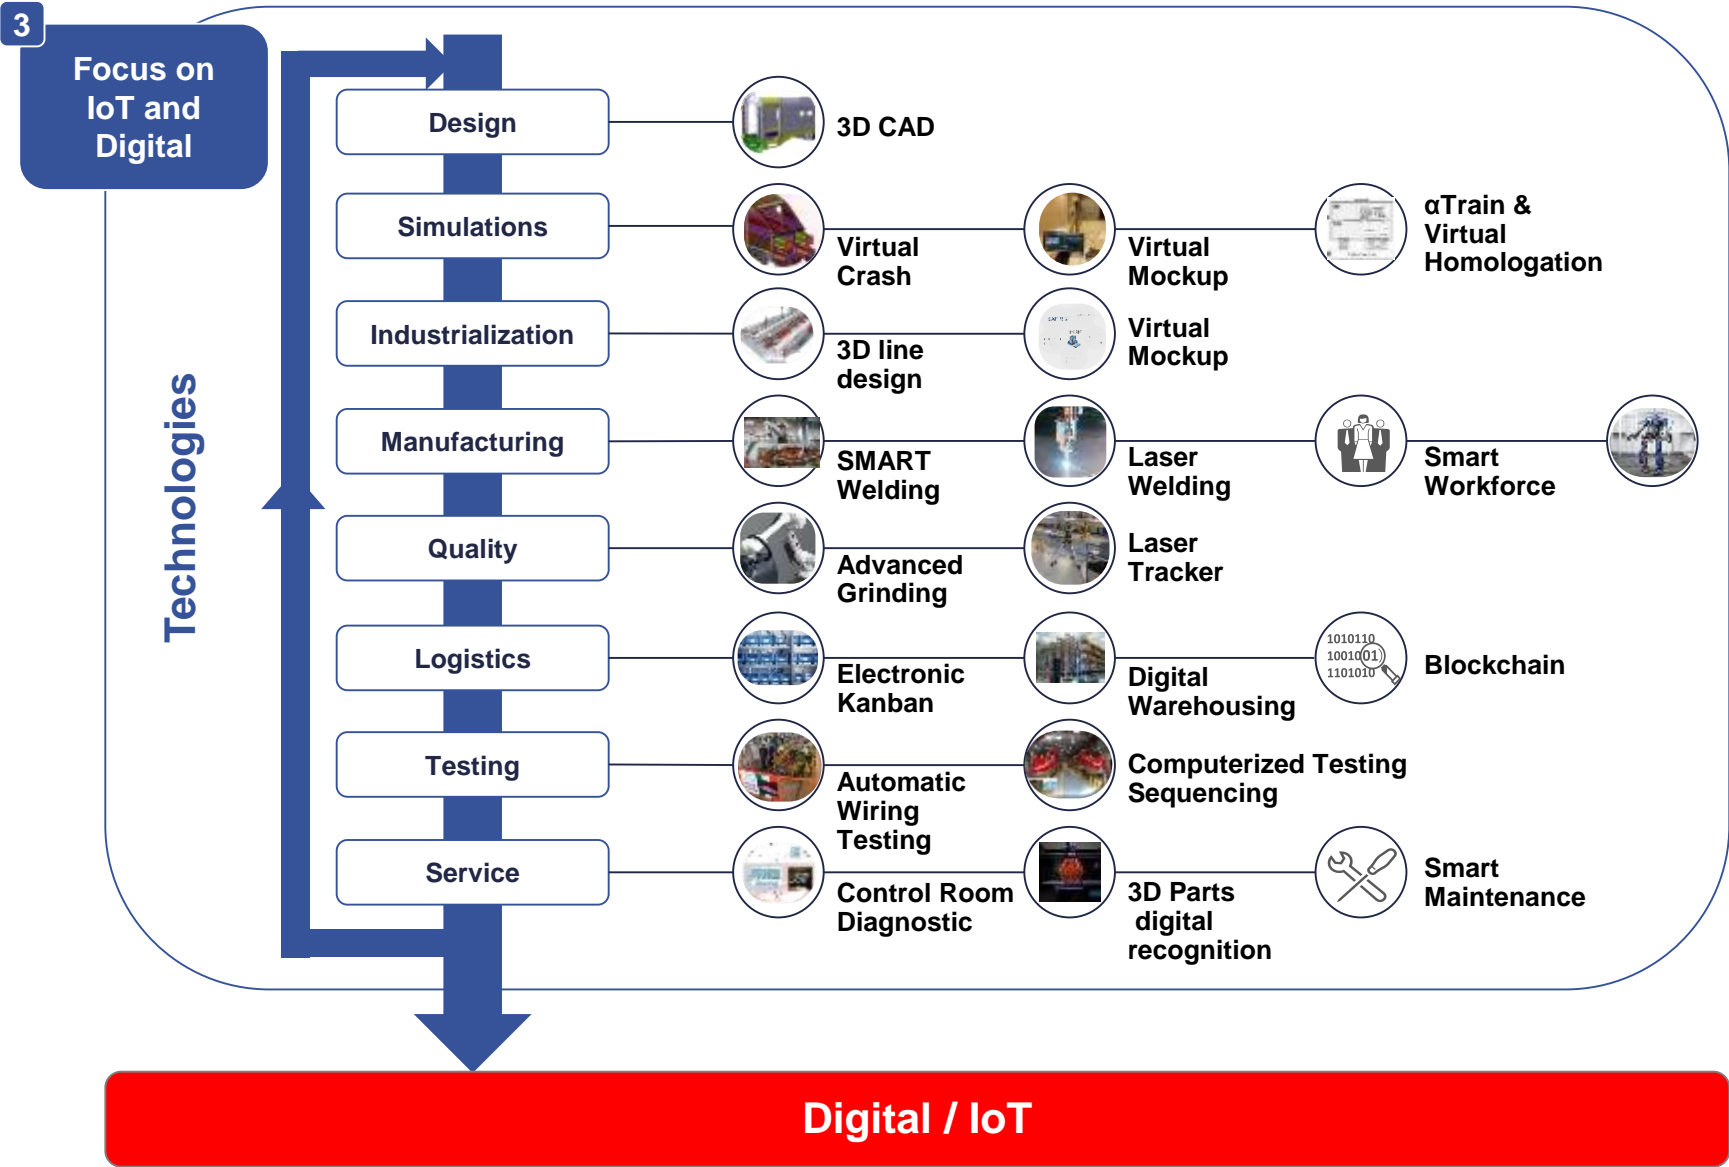 3
Focus on
IoT and
Digital
Technologies
Design
3D CAD
Simulations
Virtual
Crash
Virtual
Mockup
αTrain &
Virtual
Homologation
Industrialization
3D line
design
Virtual
Mockup
Manufacturing
SMART
Welding
Laser
Welding
Smart
Workforce
Quality
Advanced
Grinding
Laser
Tracker
Logistics
Electronic
Kanban
Digital
Warehousing
1010110
1001001
1101010
Blockchain
Testing
Automatic
Wiring
Testing
Computerized Testing
Sequencing
Service
Control Room
Diagnostic
3D Parts
digital
recognition
Smart
Maintenance
Digital / IoT